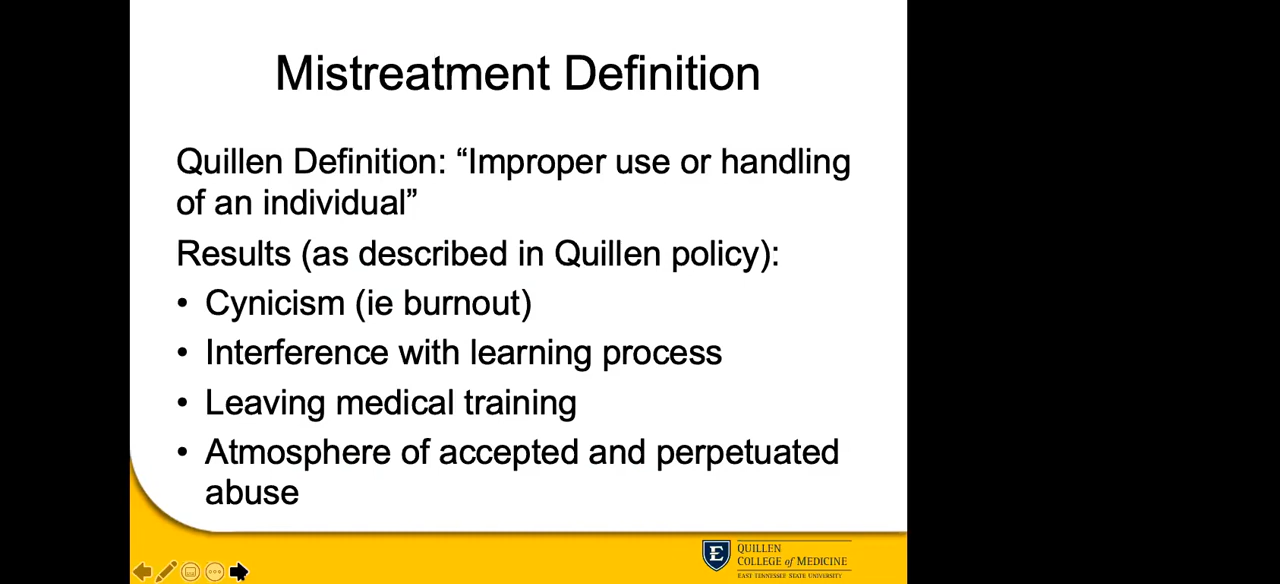 Mistreatment Definition
Quillen Definition: “Improper use or handling
of an individual”
Results (as described in Quillen policy):
• Cynicism (ie burnout)
• Interference with learning process
• Leaving medical training
• Atmosphere of accepted and perpetuated
abuse
E
QUILLEN
COLLEGE of MEDICINE
EAST TENNESSEE STATE UNIVERSITY